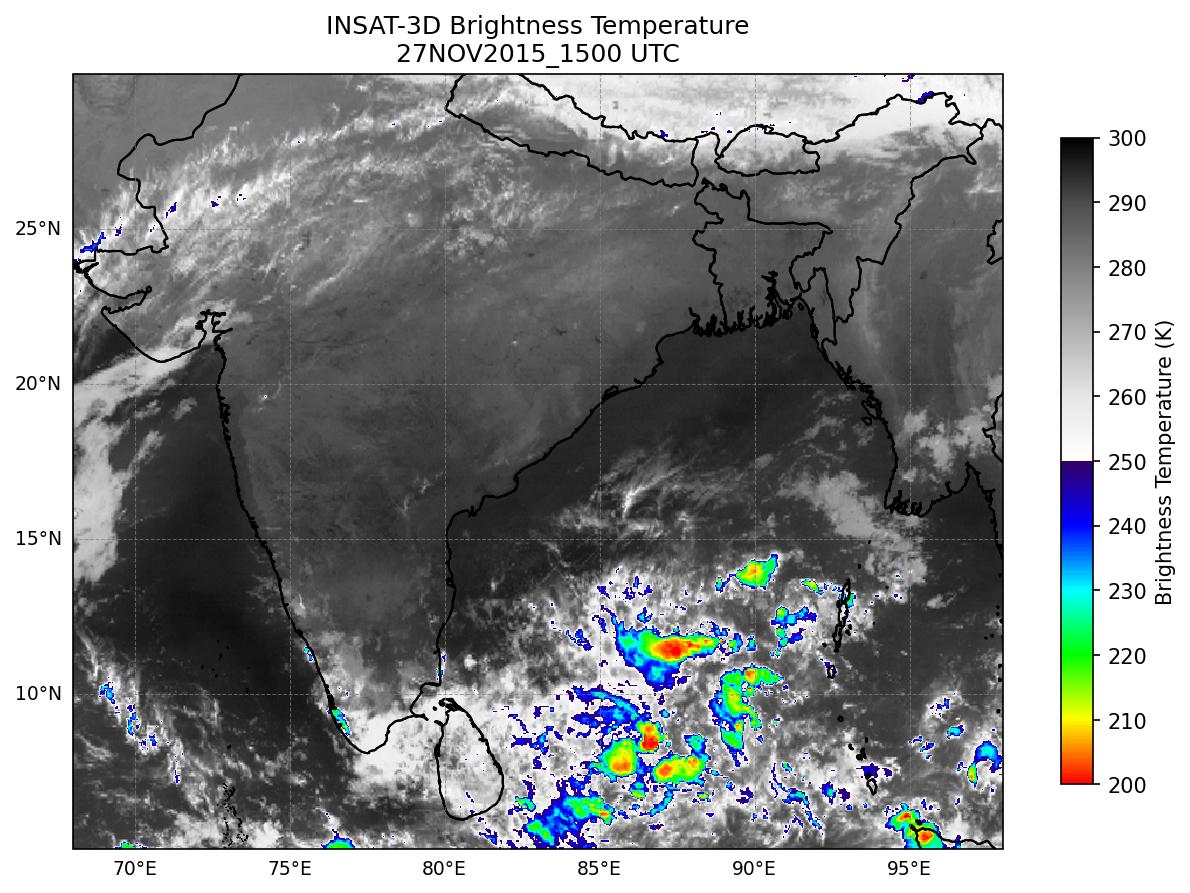 INSAT-3D Brightness Temperature
27NOV2015_1500 UTC
25°N
20°N
15°N
10°N
70°E
75°E
80°E
85°E
90°E
95°E
300
290
280
270
260
250
240
230
220
210
200
Brightness Temperature (K)